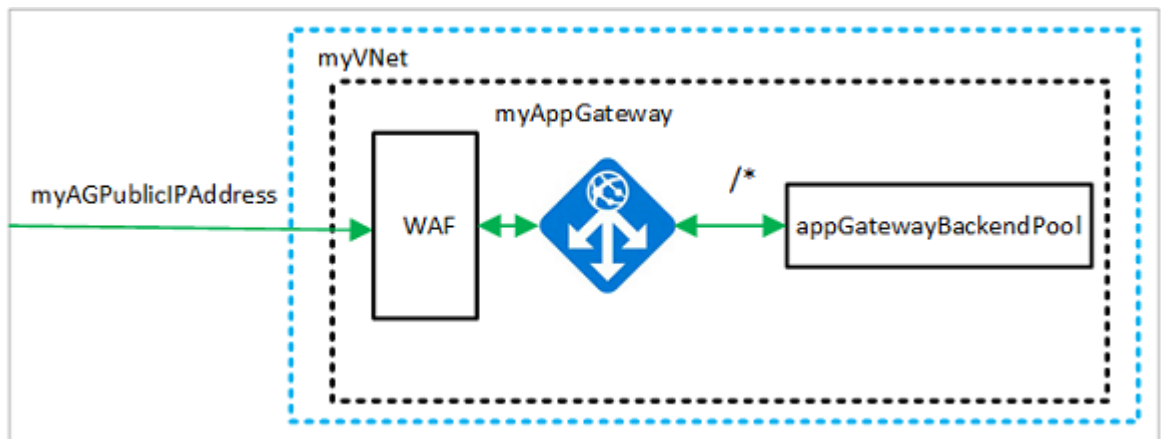 myVNet
myAppGateway
myAGPublicIPAddress
/*
WAF
appGatewayBackendPool